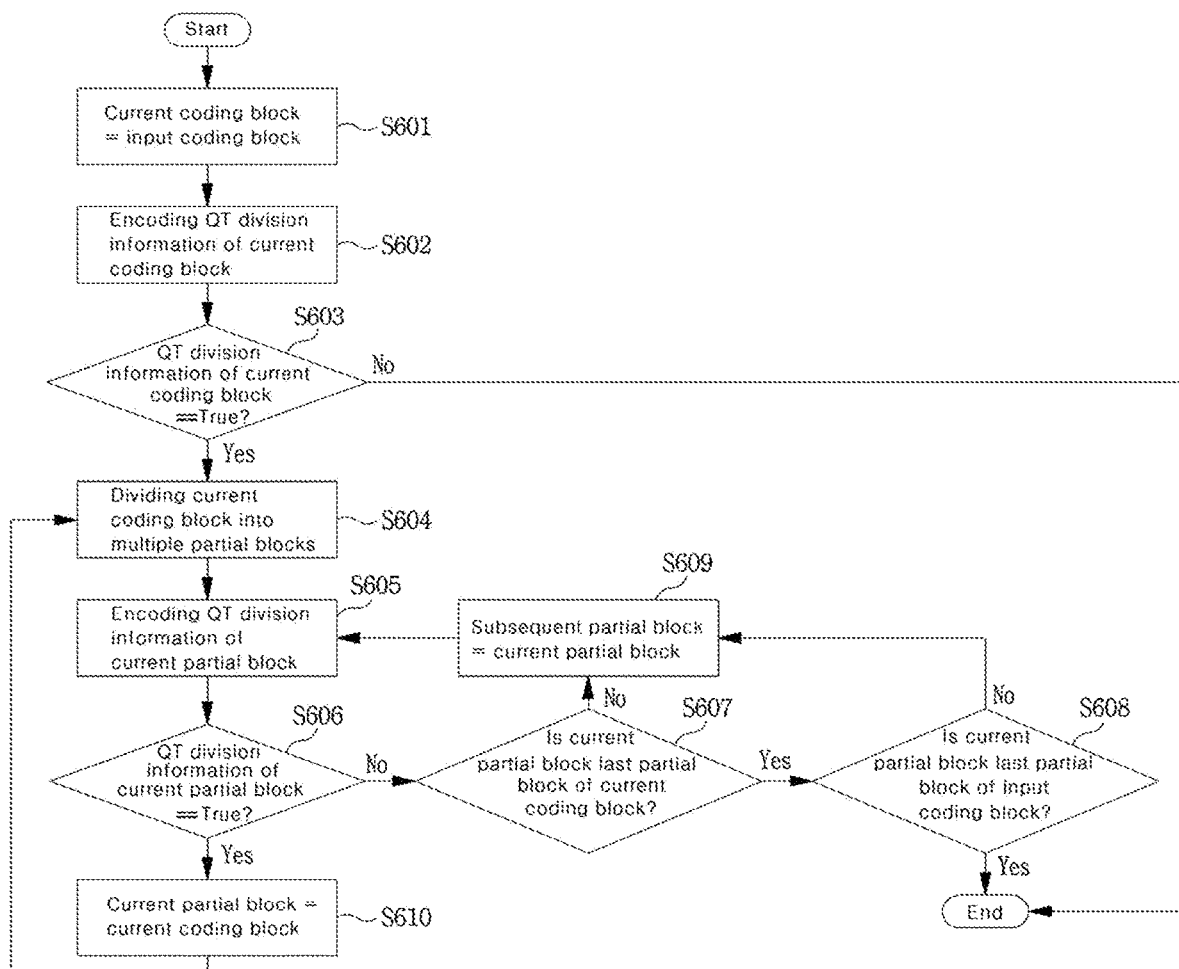 Start
Current coding block
= input coding block
S601
Encoding QT division
information of current
coding block
S602
S603
QT division
information of current
coding block
==True?
No
Yes
Dividing current
coding block into
multiple partial blocks
S604
S605
Encoding QT division
information of
current partial block
S609
Subsequent partial block
= current partial block
S606
QT division
information of
current partial block
==True?
No
Yes
No
S607
Is current
partial block last partial
block of current
coding block?
Yes
No
S608
Is current
partial block last partial
block of input
coding block?
Yes
Current partial block =
current coding block
S610
End